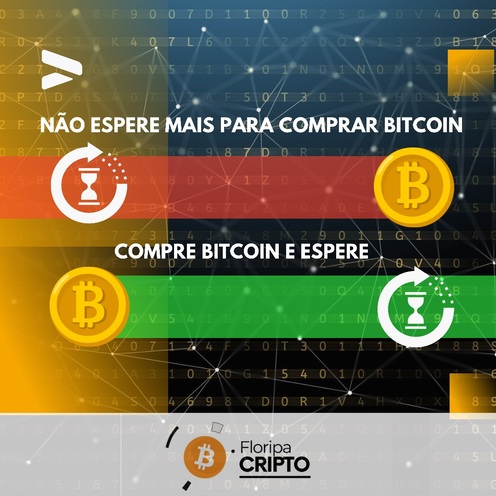 NÃO ESPERE MAIS PARA COMPRAR BITCOIN
COMPRE BITCOIN E ESPERE
Floripa
CRIPTO